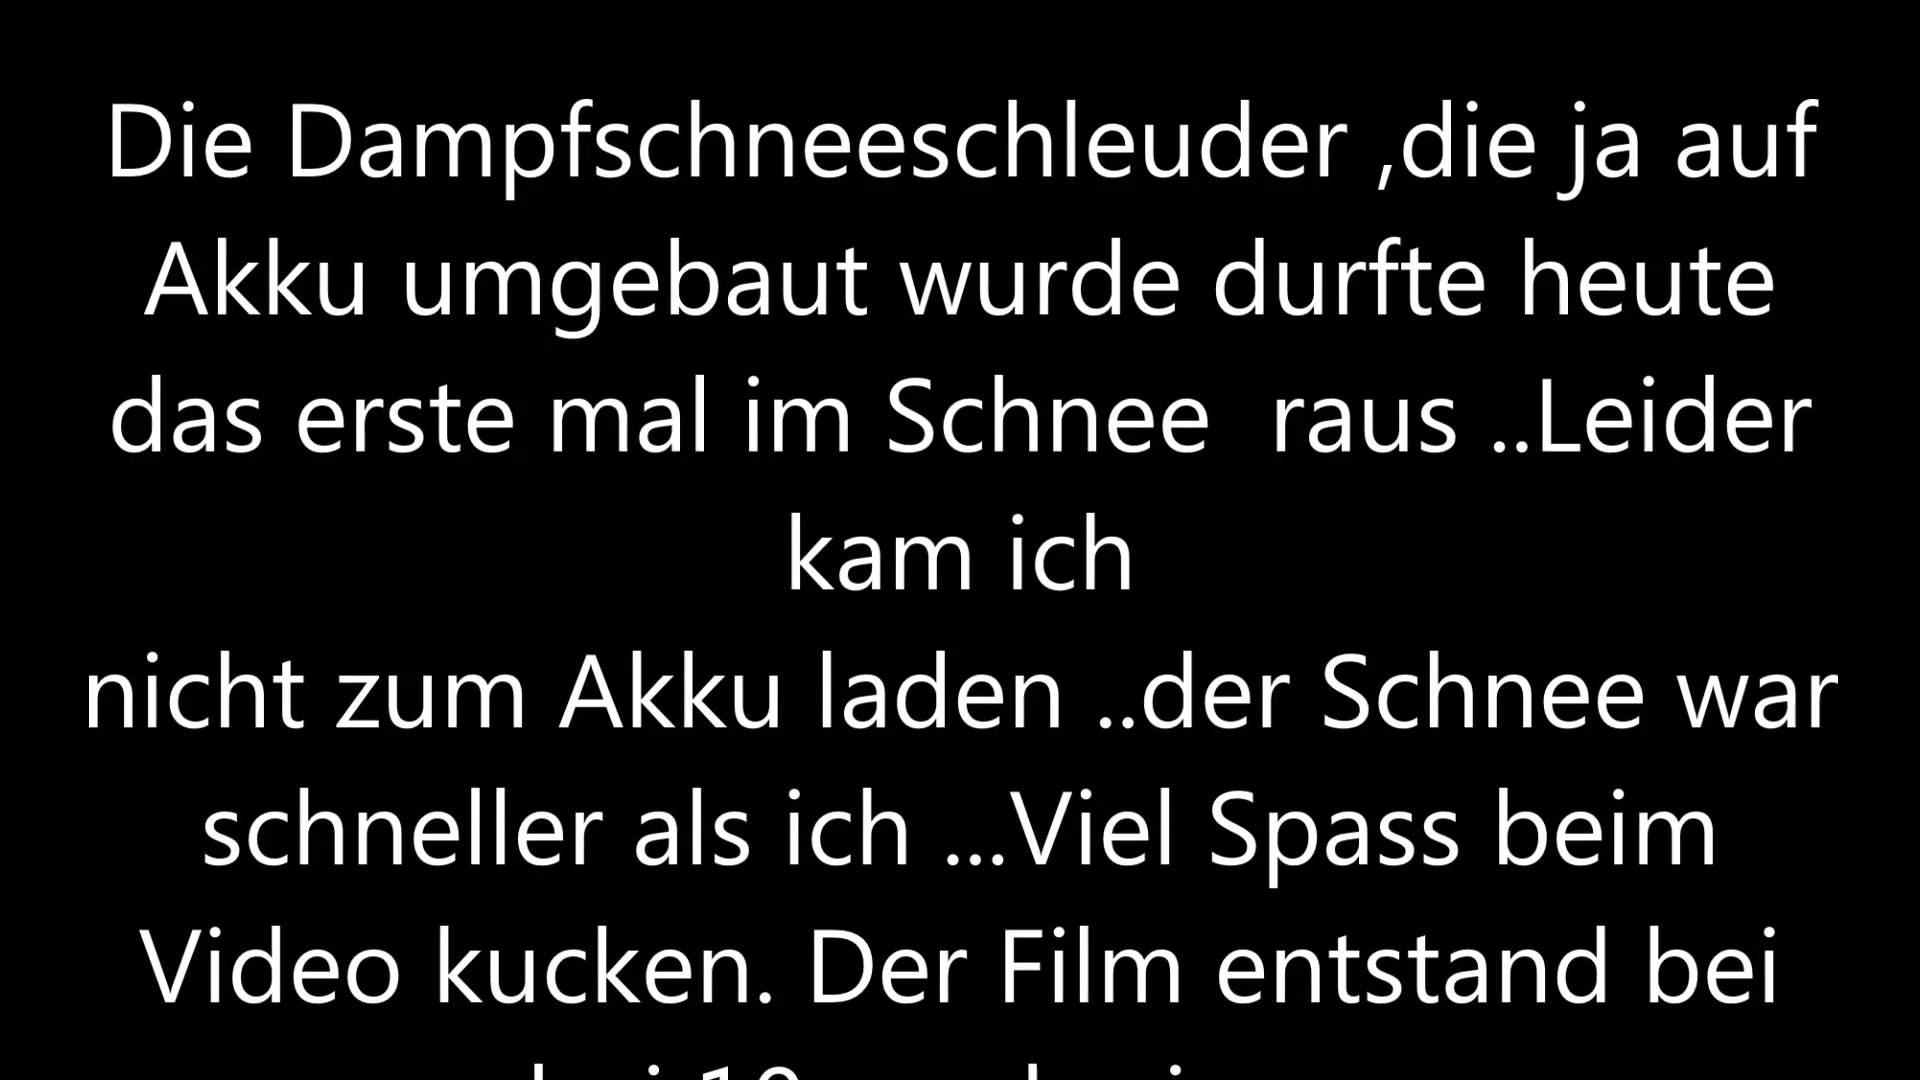 Die Dampfschneeschleuder ,die ja auf
Akku umgebaut wurde durfte heute
das erste mal im Schnee  raus ..Leider
kam ich
nicht zum Akku laden ..der Schnee war
schneller als ich ...Viel Spass beim
Video kucken. Der Film entstand bei